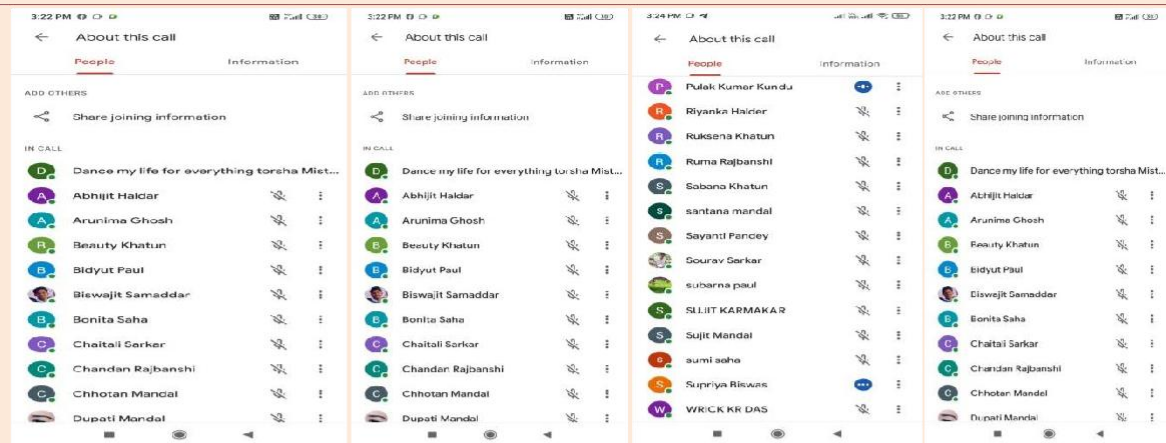 3:22 PM
About this call
People Information
ADD OTHERS
Share joining information
IN CALL
D Dance my life for everything torsha Mist...
A Abhijit Haldar
A Arunima Ghosh
B Beauty Khatun
B Bidyut Paul
Biswajit Samaddar
B Bonita Saha
C Chaitali Sarkar
C Chandan Rajbanshi
C Chhotan Mandal
Dupati Mandal
3:22 PM
About this call
People Information
ADD OTHERS
Share joining information
IN CALL
D Dance my life for everything torsha Mist...
A Abhijit Haldar
A Arunima Ghosh
B Beauty Khatun
B Bidyut Paul
Biswajit Samaddar
B Bonita Saha
C Chaitali Sarkar
C Chandan Rajbanshi
C Chhotan Mandal
Dupati Mandal
3:24 PM
About this call
People Information
P Pulak Kumar Kundu
R Riyanka Halder
R Ruksena Khatun
R Ruma Rajbanshi
S Sabana Khatun
S santana mandal
S Sayanti Pandey
Sourav Sarkar
subarna paul
S SUJIT KARMAKAR
S Sujit Mandal
s sumi saha
S Supriya Biswas
W WRICK KR DAS
3:22 PM
About this call
People Information
ADD OTHERS
Share joining information
IN CALL
D Dance my life for everything torsha Mist...
A Abhijit Haldar
A Arunima Ghosh
B Beauty Khatun
B Bidyut Paul
Biswajit Samaddar
B Bonita Saha
C Chaitali Sarkar
C Chandan Rajbanshi
C Chhotan Mandal
Dupati Mandal